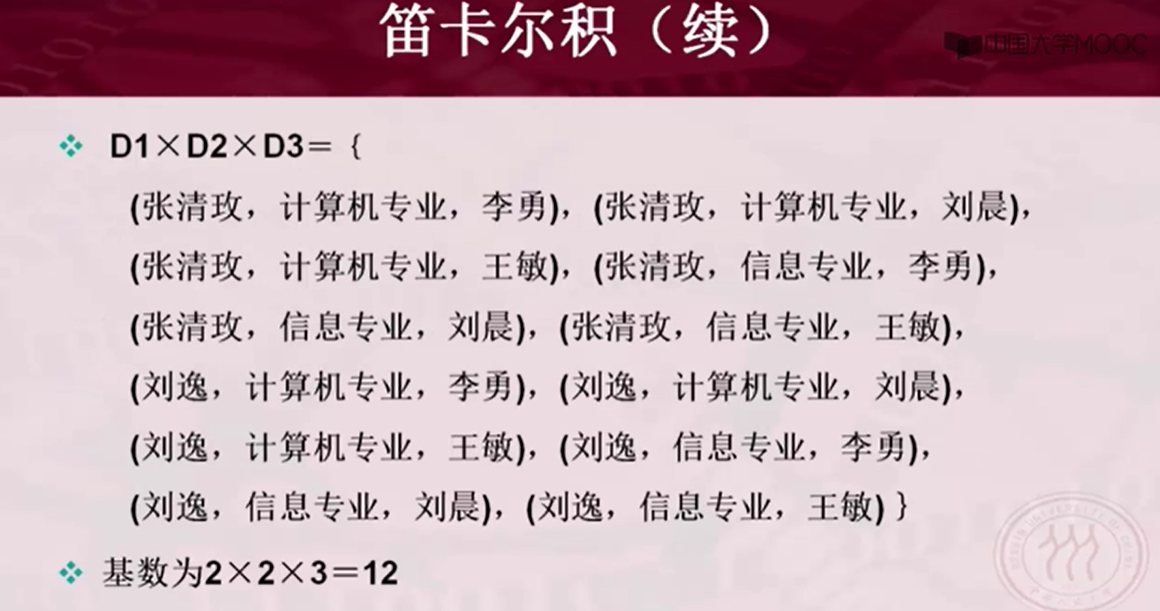 笛卡尔积（续）
中国大学MOOC
D1×D2×D3＝｛
(张清玫，计算机专业，李勇)，(张清玫，计算机专业，刘晨)，
(张清玫，计算机专业，王敏)，(张清玫，信息专业，李勇)，
(张清玫，信息专业，刘晨)，(张清玫，信息专业，王敏)，
(刘逸，计算机专业，李勇)，(刘逸，计算机专业，刘晨)，
(刘逸，计算机专业，王敏)，(刘逸，信息专业，李勇)，
(刘逸，信息专业，刘晨)，(刘逸，信息专业，王敏) ｝
基数为2×2×3＝12